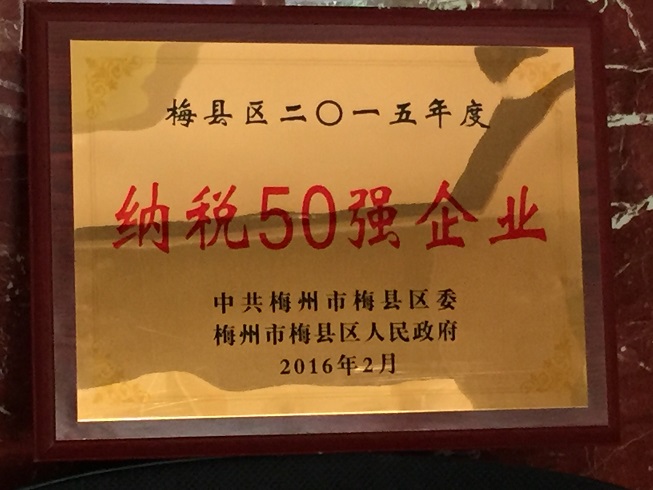 梅县区二〇一五年度
纳税50强企业
中共梅州市梅县区委
梅州市梅县区人民政府
2016年2月